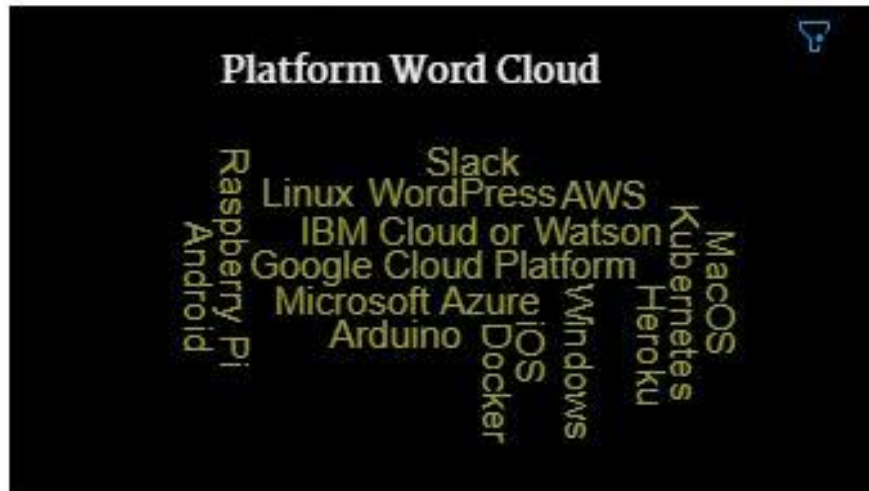 Platform Word Cloud
Slack
Linux WordPress AWS
IBM Cloud or Watson
Google Cloud Platform
Microsoft Azure
Arduino
Raspberry Pi
Android
iOS
Docker
Windows
Heroku
Kubernetes
MacOS